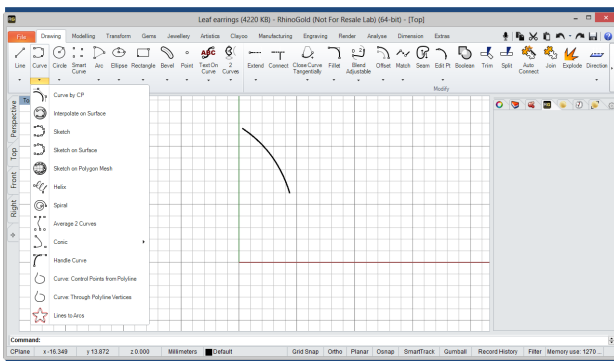 Leaf earrings (4220 KB) - RhinoGold (Not For Resale Lab) (64-bit) - [Top]
File Drawing Modelling Transform Gems Jewellery Artistics Clayoo Manufacturing Engraving Render Analyse Dimension Extras
Line Curve Circle Smart Curve Arc Ellipse Rectangle Bevel Point Text On Curve 2 Curves Extend Connect Close Curve Tangentially Fillet Blend Adjustable Offset Match Seam Edit Pt Boolean Trim Split Auto Connect Join Explode Direction
Modify
Curve by CP
Interpolate on Surface
Sketch
Sketch on Surface
Sketch on Polygon Mesh
Helix
Spiral
Average 2 Curves
Conic
Handle Curve
Curve: Control Points from Polyline
Curve: Through Polyline Vertices
Lines to Arcs
Perspective
Top
Front
Right
Command:
CPlane x -16.349 y 13.872 z 0.000 Millimeters Default Grid Snap Ortho Planar Osnap SmartTrack Gumball Record History Filter Memory use: 1270 ...